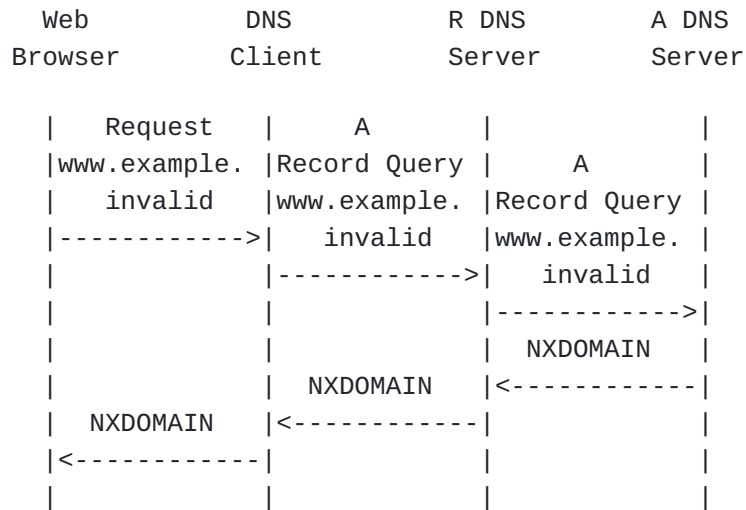 Web DNS R DNS A DNS
Browser Client Server Server
| Request | A | |
|www.example. |Record Query | A |
| invalid |www.example. |Record Query |
|------------>| invalid |www.example. |
| |------------>| invalid |
| | |------------>|
| | | NXDOMAIN |
| | NXDOMAIN |<------------|
| NXDOMAIN |<------------| |
|<------------| | |
| | | |